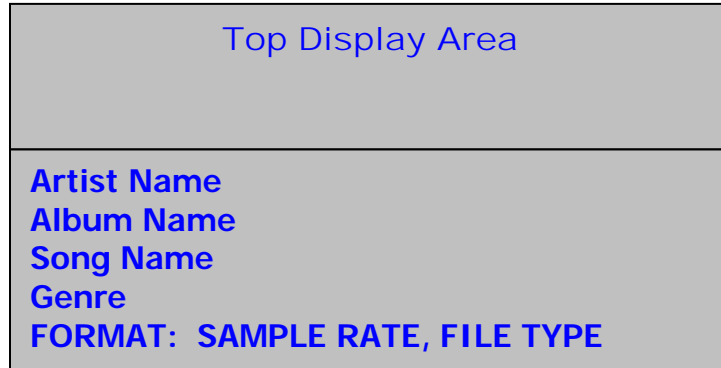 Top Display Area
Artist Name
Album Name
Song Name
Genre
FORMAT: SAMPLE RATE, FILE TYPE